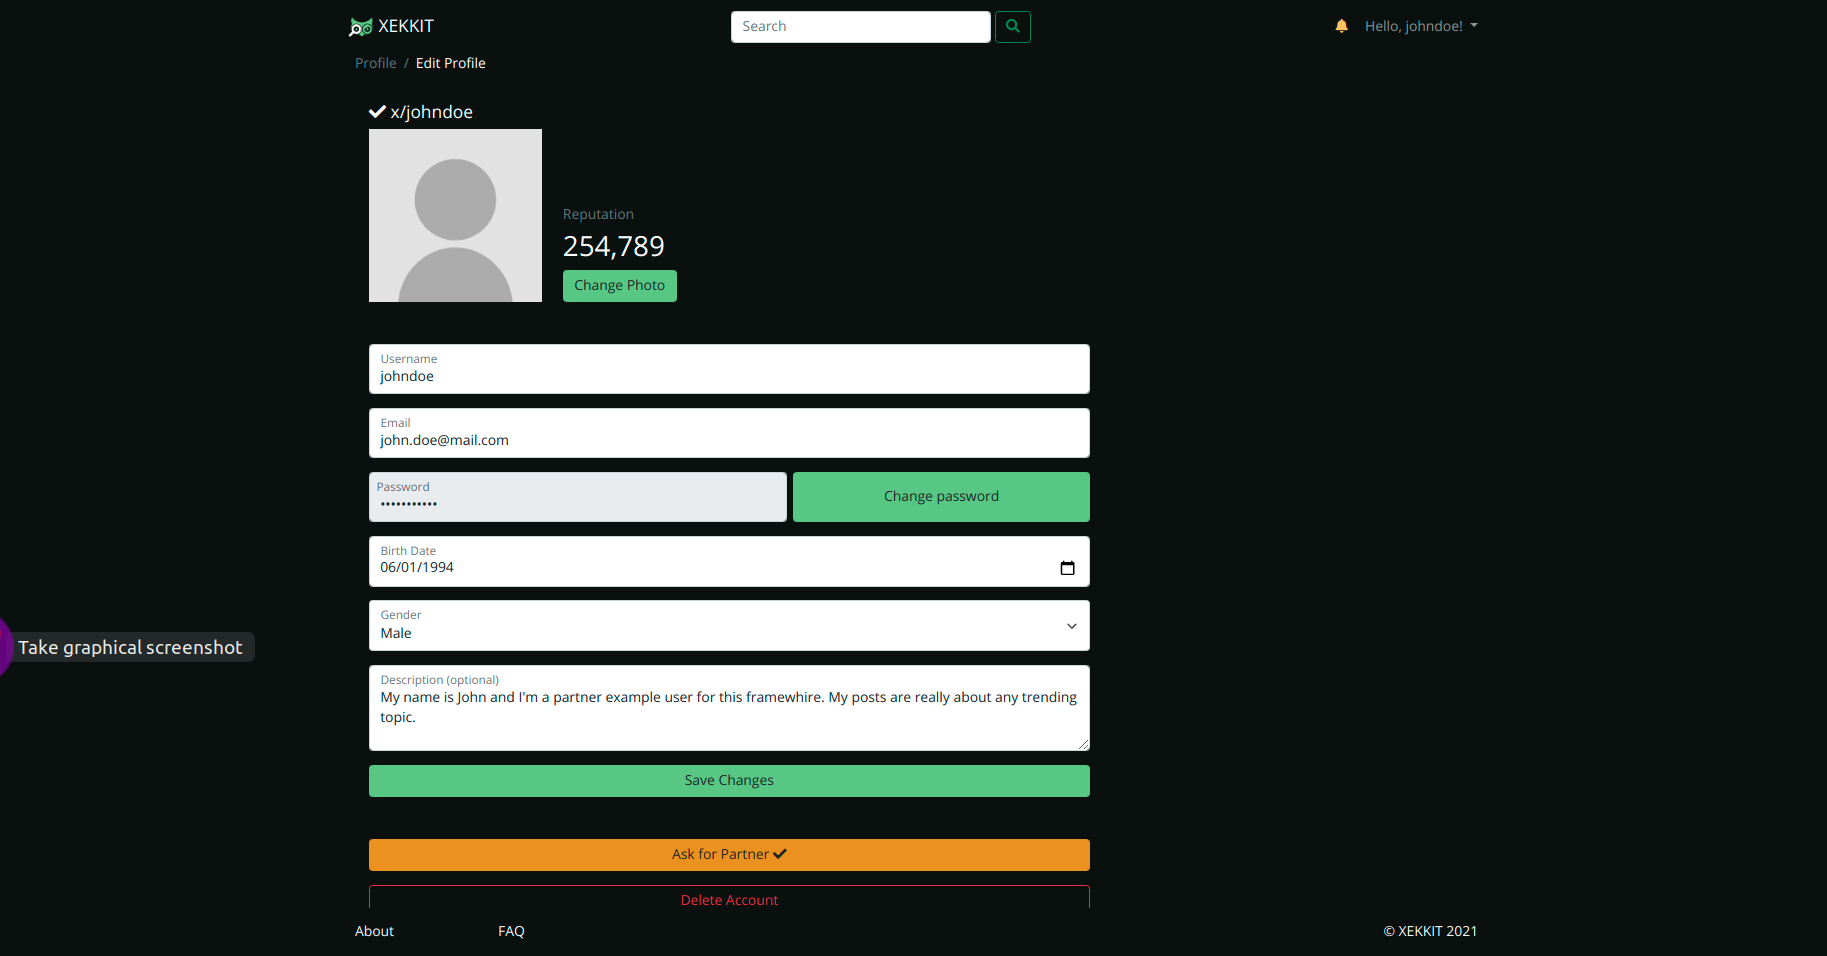 XEKKIT
Search
Hello, johndoe!
Profile / Edit Profile
x/johndoe
Reputation
254,789
Change Photo
Username
johndoe
Email
john.doe@mail.com
Password
•••••••••••
Change password
Birth Date
06/01/1994
Gender
Male
Take graphical screenshot
Description (optional)
My name is John and I'm a partner example user for this framewhire. My posts are really about any trending
topic.
Save Changes
Ask for Partner
Delete Account
About
FAQ
© XEKKIT 2021